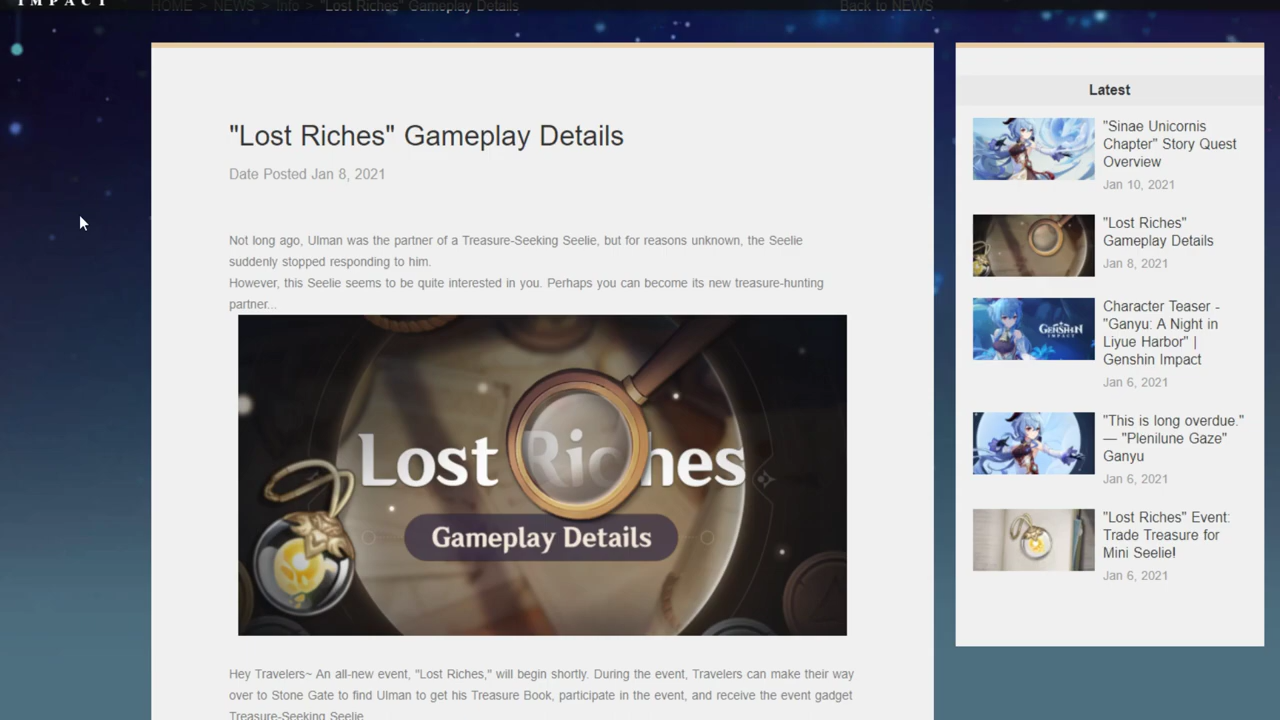 IMPACT
HOME > NEWS > Info > "Lost Riches" Gameplay Details
Back to NEWS
"Lost Riches" Gameplay Details
Date Posted Jan 8, 2021
Not long ago, Ulman was the partner of a Treasure-Seeking Seelie, but for reasons unknown, the Seelie
suddenly stopped responding to him.
However, this Seelie seems to be quite interested in you. Perhaps you can become its new treasure-hunting
partner...
Lost Riches
Gameplay Details
Hey Travelers~ An all-new event, "Lost Riches," will begin shortly. During the event, Travelers can make their way
over to Stone Gate to find Ulman to get his Treasure Book, participate in the event, and receive the event gadget
Treasure-Seeking Seelie
Latest
"Sinae Unicornis
Chapter" Story Quest
Overview
Jan 10, 2021
"Lost Riches"
Gameplay Details
Jan 8, 2021
GENSHIN
IMPACT
Character Teaser -
"Ganyu: A Night in
Liyue Harbor" |
Genshin Impact
Jan 6, 2021
"This is long overdue."
— "Plenilune Gaze"
Ganyu
Jan 6, 2021
"Lost Riches" Event:
Trade Treasure for
Mini Seelie!
Jan 6, 2021